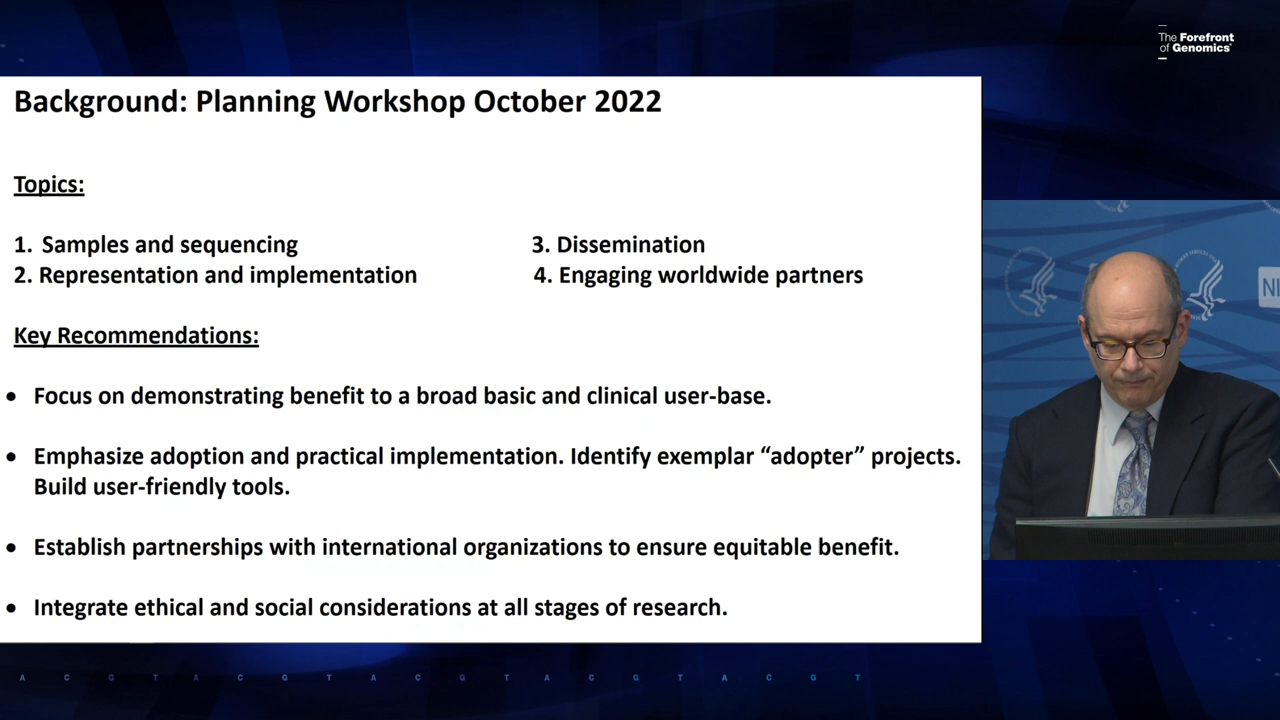 The Forefront
of Genomics®
Background: Planning Workshop October 2022
Topics:
1. Samples and sequencing
2. Representation and implementation
3. Dissemination
4. Engaging worldwide partners
Key Recommendations:
• Focus on demonstrating benefit to a broad basic and clinical user-base.
• Emphasize adoption and practical implementation. Identify exemplar “adopter” projects.
Build user-friendly tools.
• Establish partnerships with international organizations to ensure equitable benefit.
• Integrate ethical and social considerations at all stages of research.
NI
A C G T A C G T A C G T A C G T A C G T